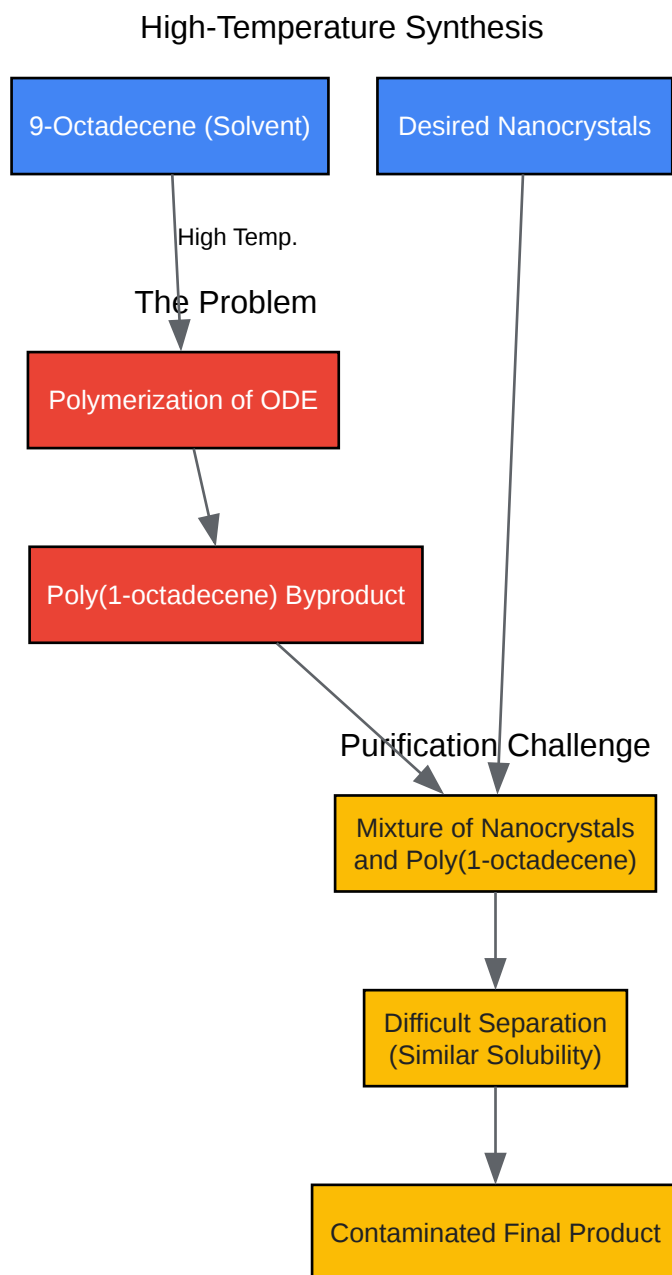 High-Temperature Synthesis
9-Octadecene (Solvent)
Desired Nanocrystals
High Temp.
The Problem
Polymerization of ODE
Poly(1-octadecene) Byproduct
Purification Challenge
Mixture of Nanocrystals
and Poly(1-octadecene)
Difficult Separation
(Similar Solubility)
Contaminated Final Product